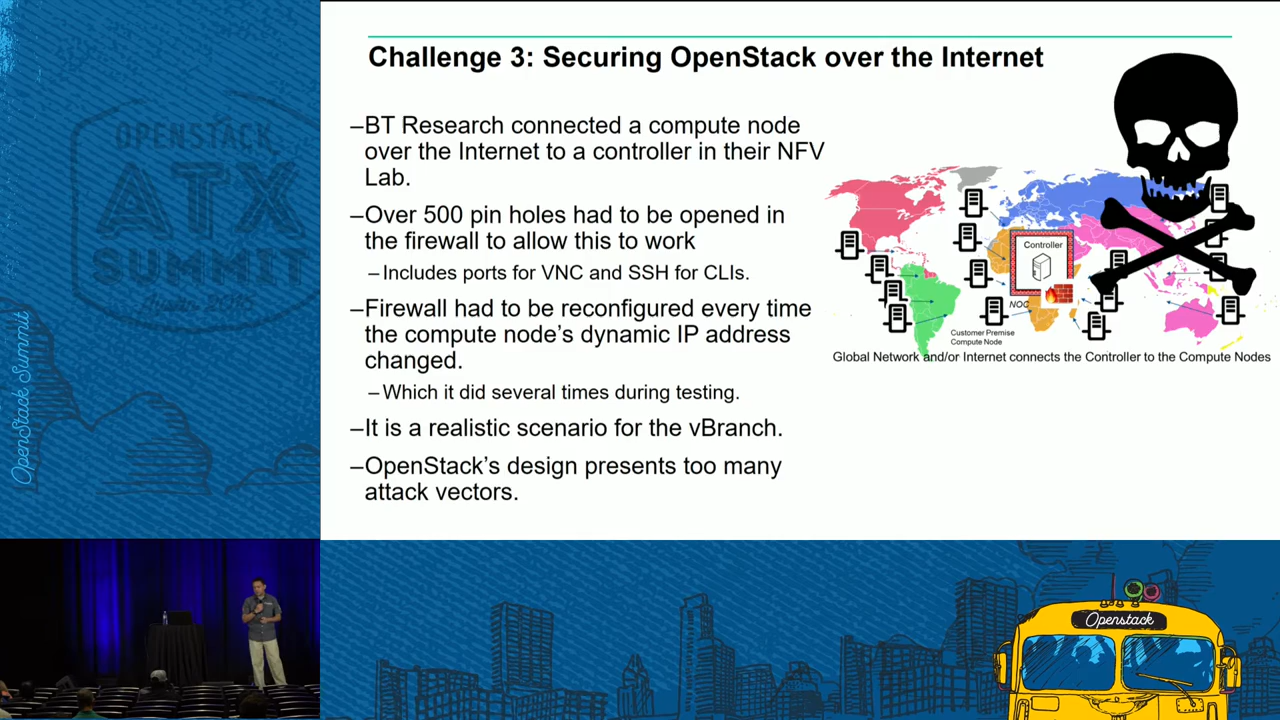 Challenge 3: Securing OpenStack over the Internet
–BT Research connected a compute node
over the Internet to a controller in their NFV
Lab.
–Over 500 pin holes had to be opened in
the firewall to allow this to work
–Includes ports for VNC and SSH for CLIs.
–Firewall had to be reconfigured every time
the compute node's dynamic IP address
changed.
–Which it did several times during testing.
–It is a realistic scenario for the vBranch.
–OpenStack's design presents too many
attack vectors.
Controller
NOC
Customer Premise
Compute Node
Global Network and/or Internet connects the Controller to the Compute Nodes
OPENSTACK
OpenStack Summit
Openstack